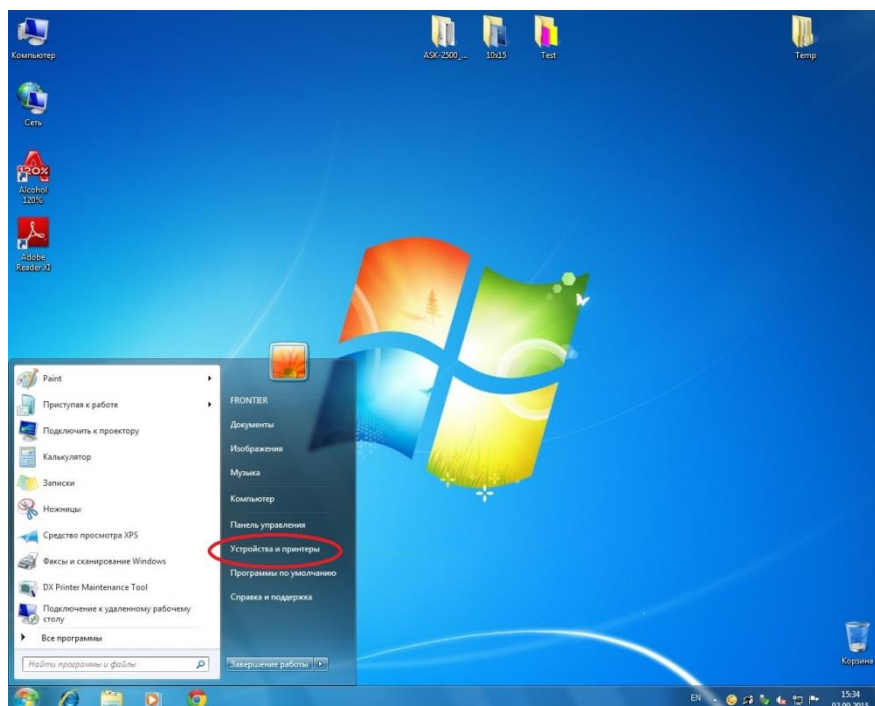 Компьютер
ASK-2500_...
10x15
Test
Temp
Сеть
Alcohol
120%
Adobe
Reader XI
Paint
Приступая к работе
Подключить к проектору
Калькулятор
Записки
Ножницы
Средство просмотра XPS
Факсы и сканирование Windows
DX Printer Maintenance Tool
Подключение к удаленному рабочему
столу
Все программы
Найти программы и файлы
FRONTIER
Документы
Изображения
Музыка
Компьютер
Панель управления
Устройства и принтеры
Программы по умолчанию
Справка и поддержка
Завершение работы
Корзина
EN
15:34
02.09.2015